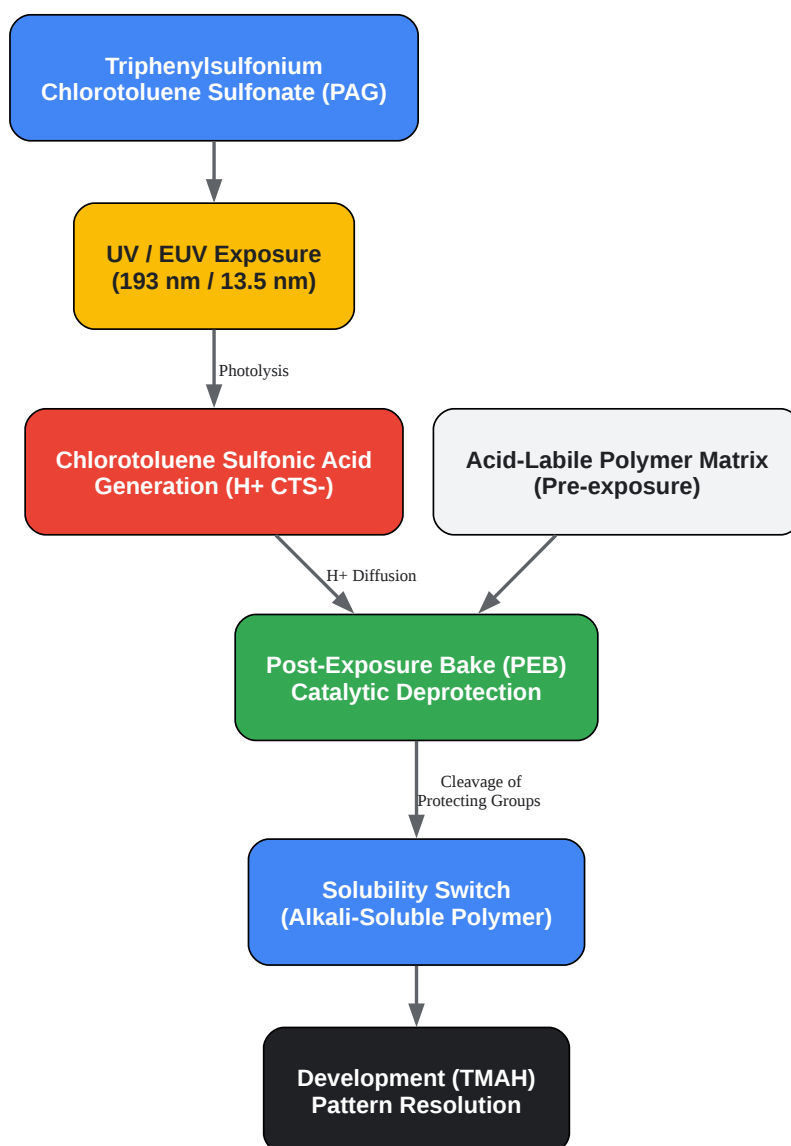 Triphenylsulfonium
Chlorotoluene Sulfonate (PAG)
UV / EUV Exposure
(193 nm / 13.5 nm)
Photolysis
Chlorotoluene Sulfonic Acid
Generation (H+ CTS-)
Acid-Labile Polymer Matrix
(Pre-exposure)
H+ Diffusion
Post-Exposure Bake (PEB)
Catalytic Deprotection
Cleavage of
Protecting Groups
Solubility Switch
(Alkali-Soluble Polymer)
Development (TMAH)
Pattern Resolution